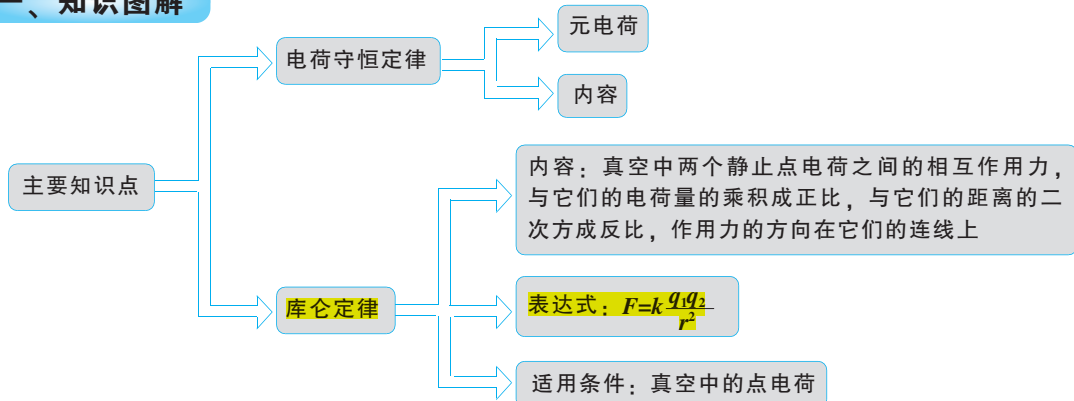 一、知识图解
元电荷
电荷守恒定律
内容
主要知识点
内容：真空中两个静止点电荷之间的相互作用力，
与它们的电荷量的乘积成正比，与它们的距离的二
次方成反比，作用力的方向在它们的连线上
库仑定律
表达式：F=k q₁q₂/r²
适用条件：真空中的点电荷